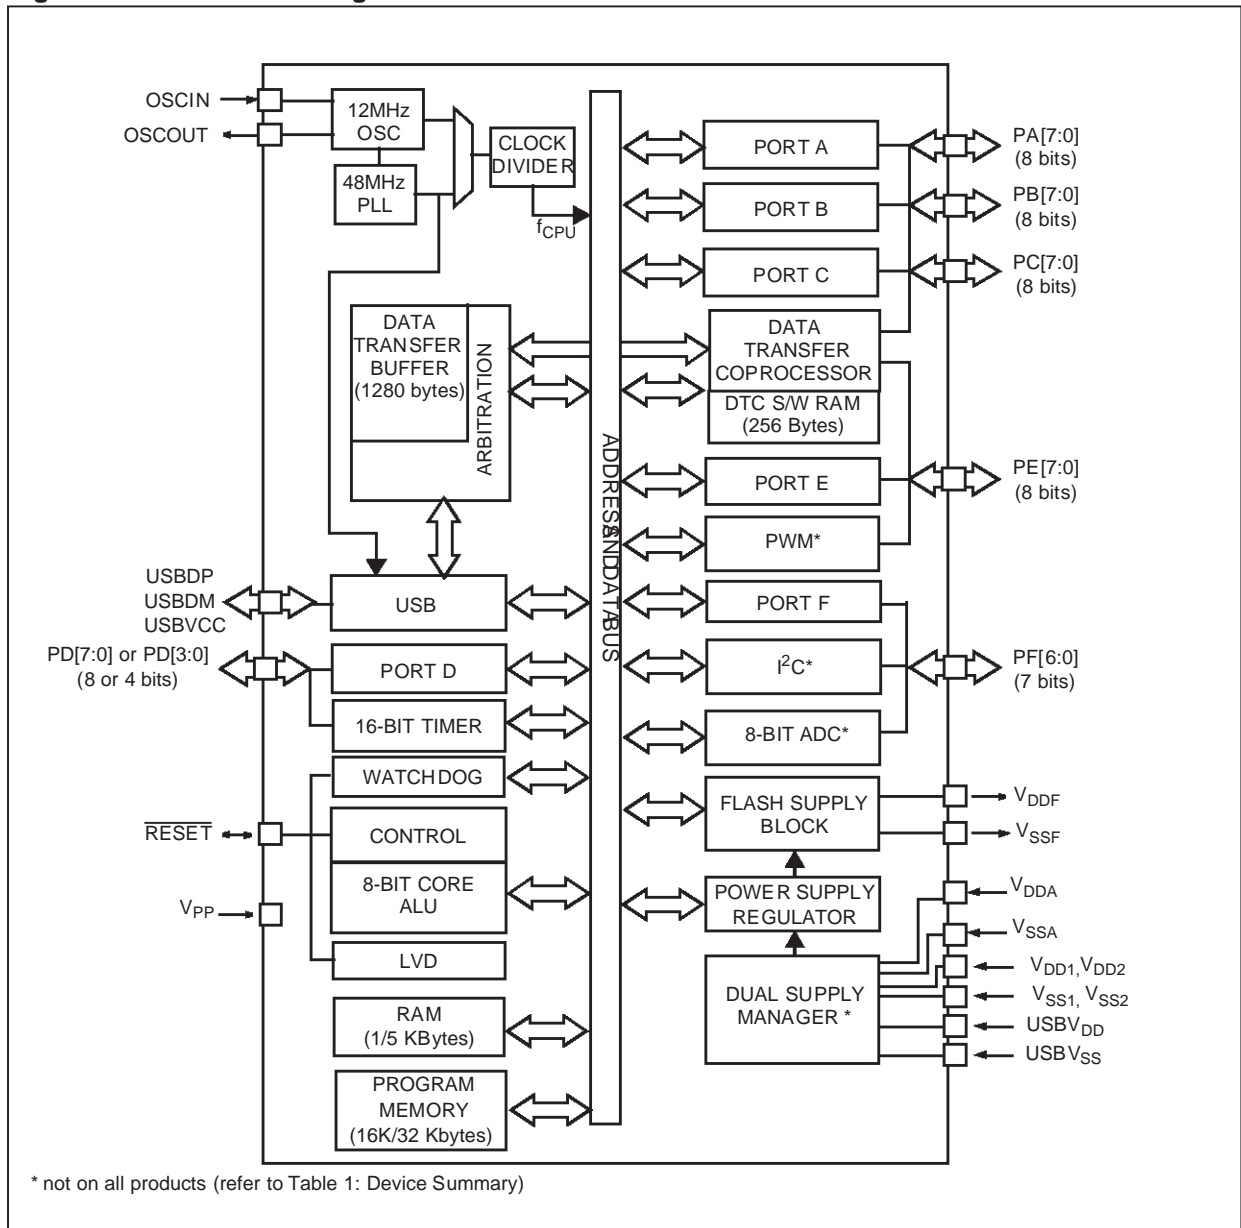 OSCIN
OSCOUT
12MHz
OSC
48MHz
PLL
CLOCK
DIVIDER
fCPU
DATA
TRANSFER
BUFFER
(1280 bytes)
ARBITRATION
USBDP
USBDM
USBVCC
USB
PD[7:0] or PD[3:0]
(8 or 4 bits)
PORT D
16-BIT TIMER
WATCHDOG
RESET
CONTROL
8-BIT CORE
ALU
VPP
LVD
RAM
(1/5 KBytes)
PROGRAM
MEMORY
(16K/32 Kbytes)
ADDRESS AND DATA BUS
PORT A
PA[7:0]
(8 bits)
PORT B
PB[7:0]
(8 bits)
PORT C
PC[7:0]
(8 bits)
DATA
TRANSFER
COPROCESSOR
DTC S/W RAM
(256 Bytes)
PORT E
PE[7:0]
(8 bits)
PWM*
PORT F
I2C*
PF[6:0]
(7 bits)
8-BIT ADC*
FLASH SUPPLY
BLOCK
VDDF
VSSF
POWER SUPPLY
REGULATOR
VDDA
VSSA
DUAL SUPPLY
MANAGER *
VDD1,VDD2
VSS1, VSS2
USBVDD
USBVSS
* not on all products (refer to Table 1: Device Summary)